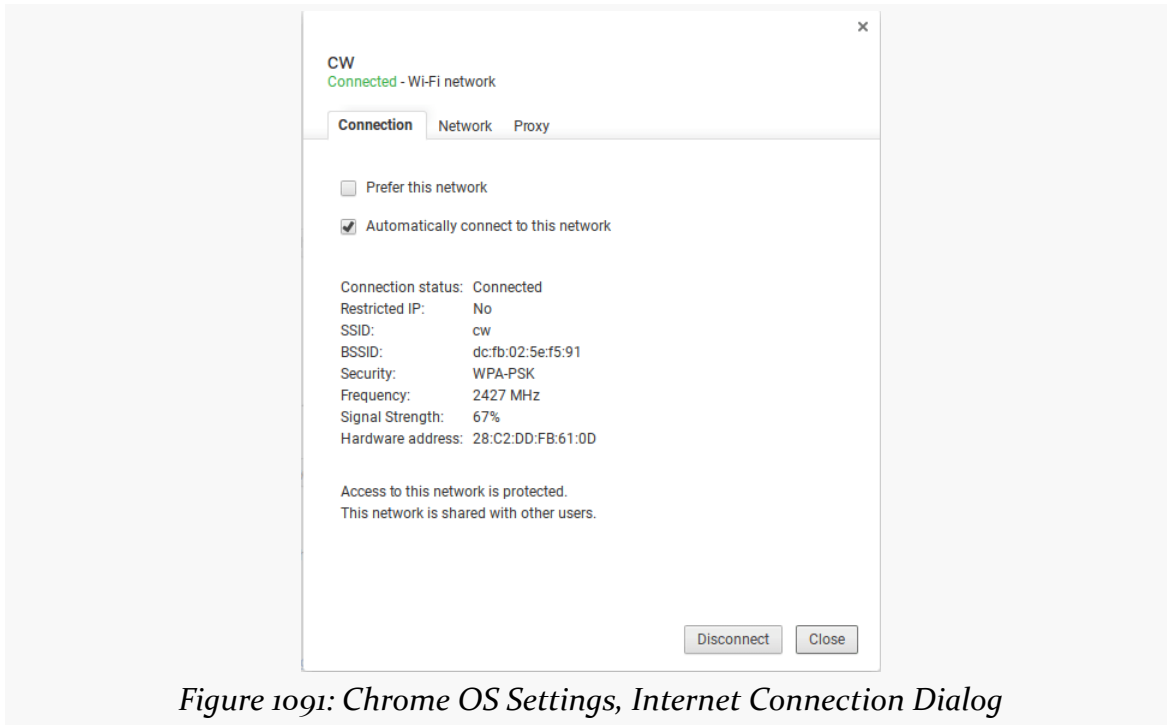 ×
CW
Connected - Wi-Fi network
Connection Network Proxy
Prefer this network
Automatically connect to this network
Connection status: Connected
Restricted IP: No
SSID: cw
BSSID: dc:fb:02:5e:f5:91
Security: WPA-PSK
Frequency: 2427 MHz
Signal Strength: 67%
Hardware address: 28:C2:DD:FB:61:0D
Access to this network is protected.
This network is shared with other users.
Disconnect Close
Figure 1091: Chrome OS Settings, Internet Connection Dialog